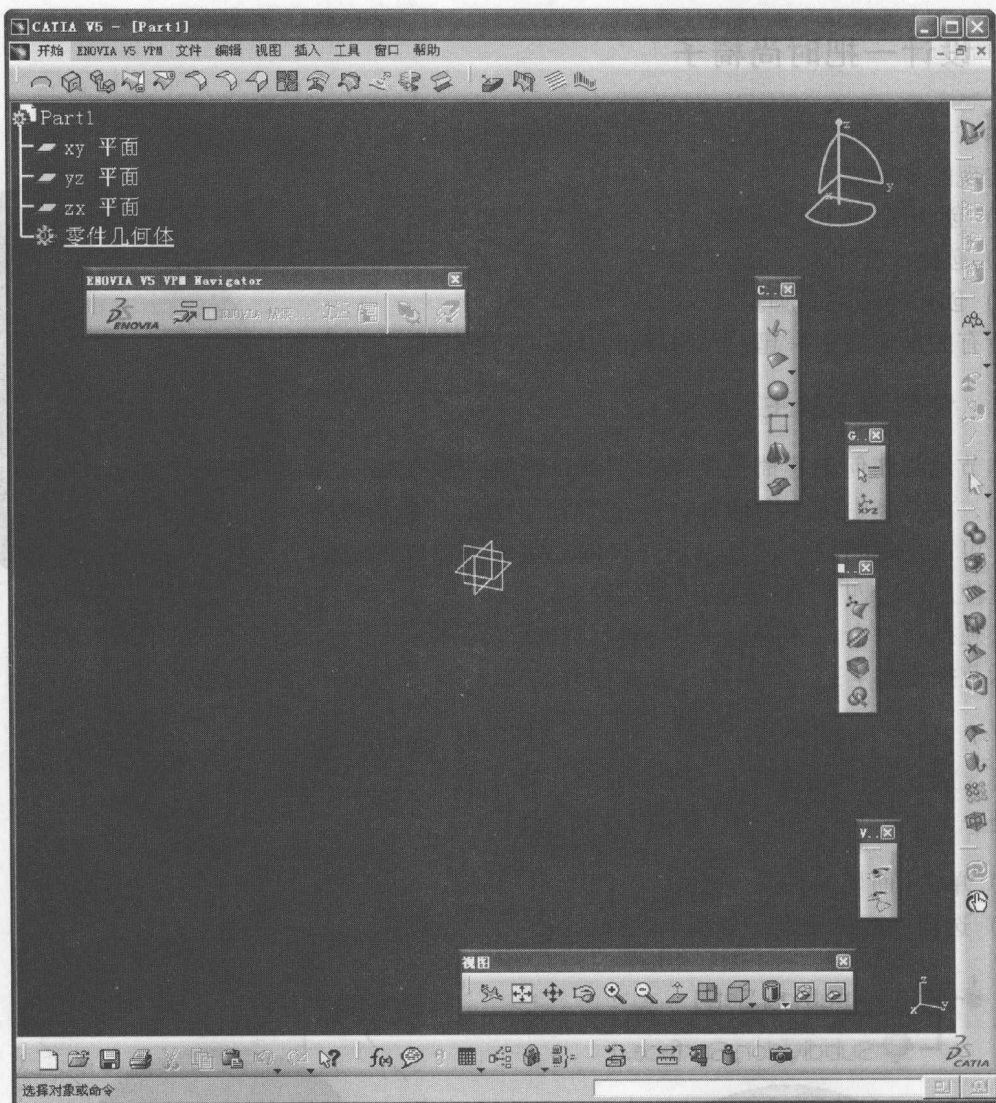 CATIA V5 - [Part1]
开始 ENOVIA V5 VPM 文件 编辑 视图 插入 工具 窗口 帮助
Part1
xy 平面
yz 平面
zx 平面
零件几何体
z
y
x
ENOVIA V5 VPM Navigator
ENOVIA
C..
G..
XYZ
V..
视图
z
x y
f(x)
CATIA
选择对象或命令